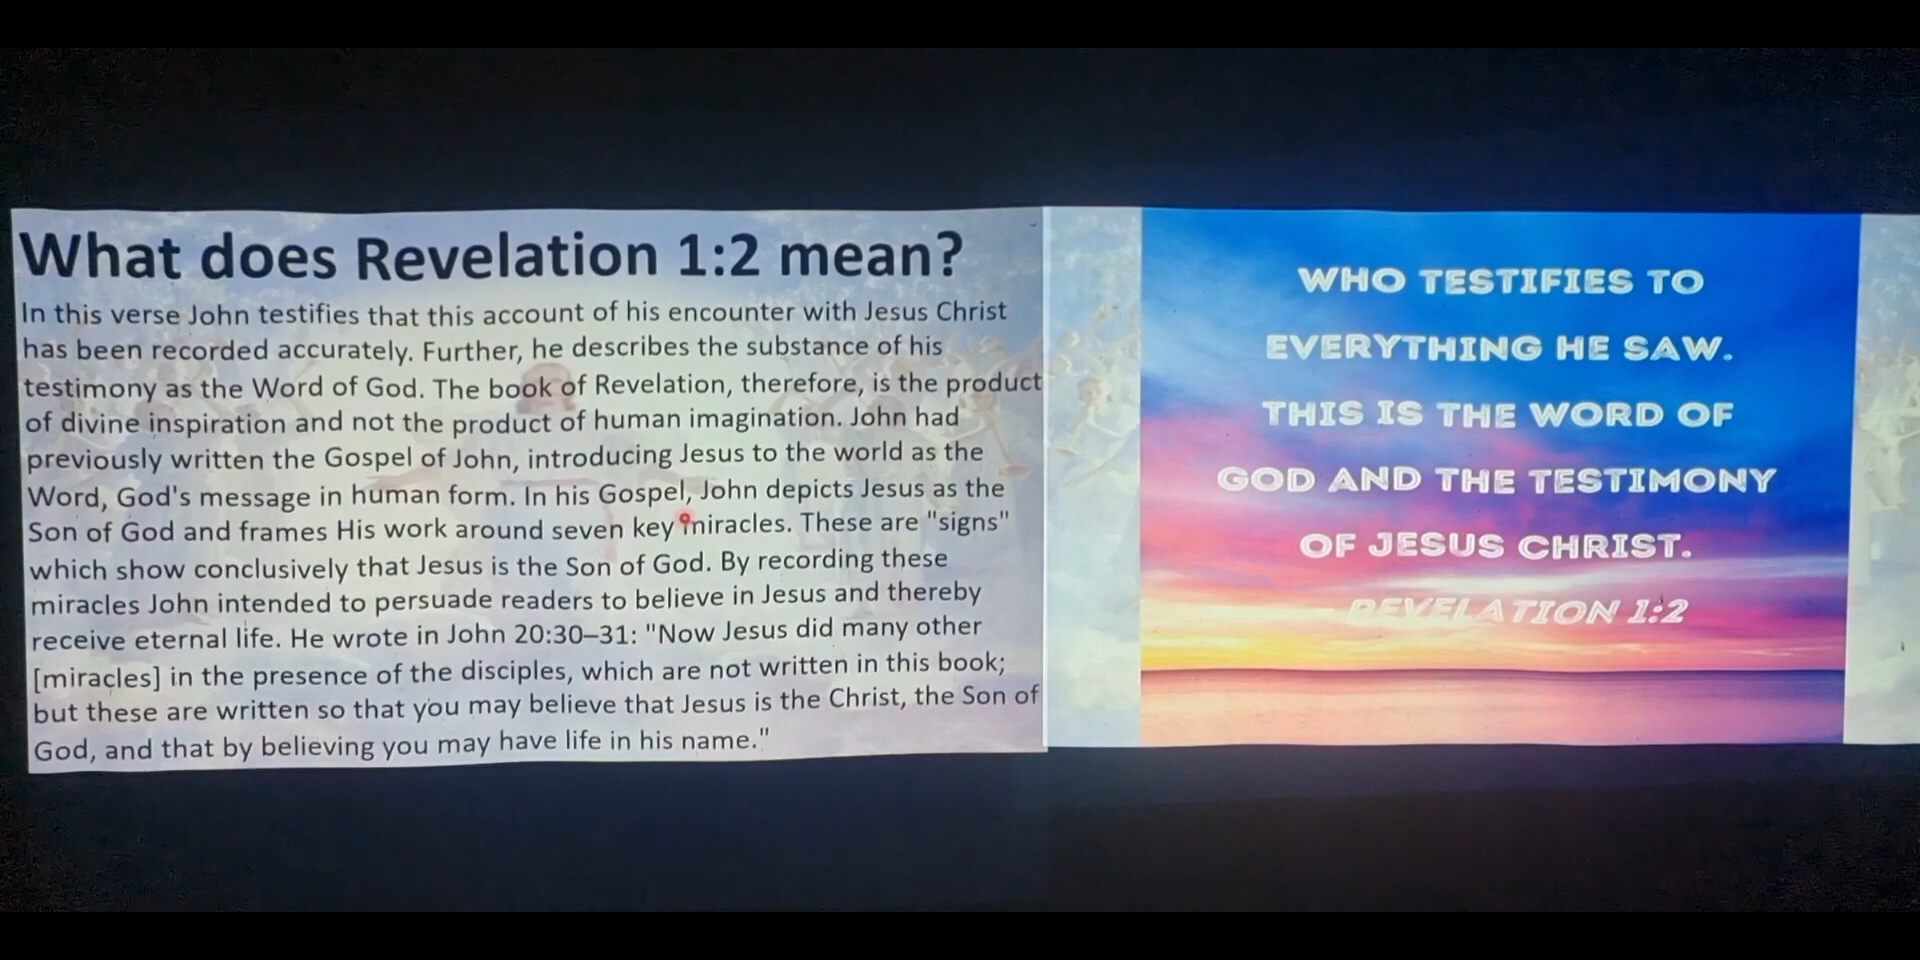 What does Revelation 1:2 mean?
In this verse John testifies that this account of his encounter with Jesus Christ
has been recorded accurately. Further, he describes the substance of his
testimony as the Word of God. The book of Revelation, therefore, is the product
of divine inspiration and not the product of human imagination. John had
previously written the Gospel of John, introducing Jesus to the world as the
Word, God's message in human form. In his Gospel, John depicts Jesus as the
Son of God and frames His work around seven key miracles. These are "signs"
which show conclusively that Jesus is the Son of God. By recording these
miracles John intended to persuade readers to believe in Jesus and thereby
receive eternal life. He wrote in John 20:30–31: "Now Jesus did many other
[miracles] in the presence of the disciples, which are not written in this book;
but these are written so that you may believe that Jesus is the Christ, the Son of
God, and that by believing you may have life in his name."
WHO TESTIFIES TO
EVERYTHING HE SAW.
THIS IS THE WORD OF
GOD AND THE TESTIMONY
OF JESUS CHRIST.
REVELATION 1:2